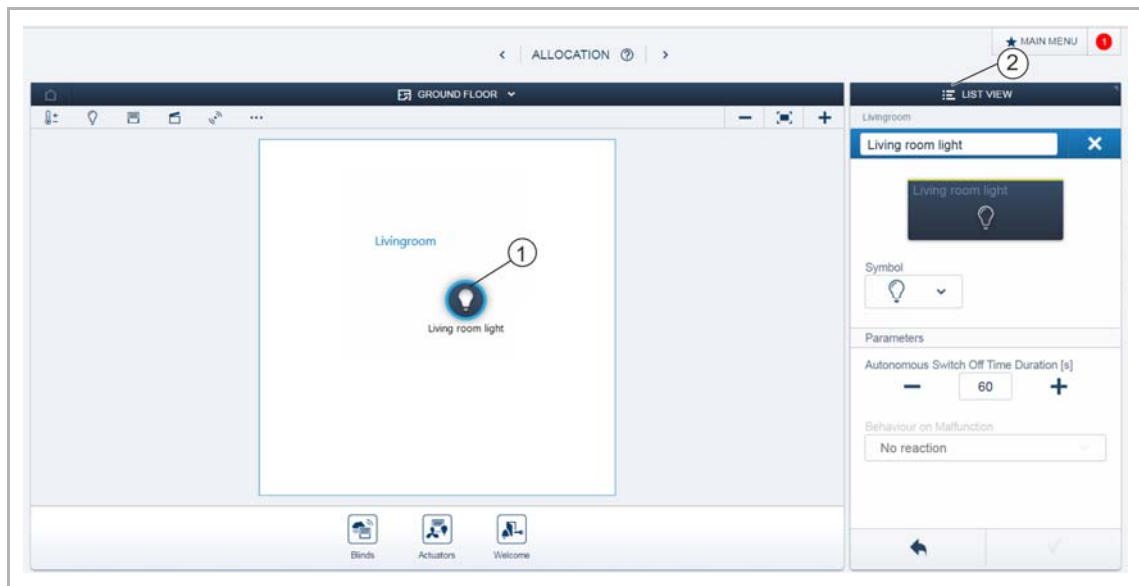 ALLOCATION
MAIN MENU
1
2
GROUND FLOOR
LIST VIEW
Livingroom
Living room light
Living room light
Livingroom
1
Living room light
Symbol
Parameters
Autonomous Switch Off Time Duration [s]
60
Behaviour on Malfunction
No reaction
Blinds
Actuators
Welcome